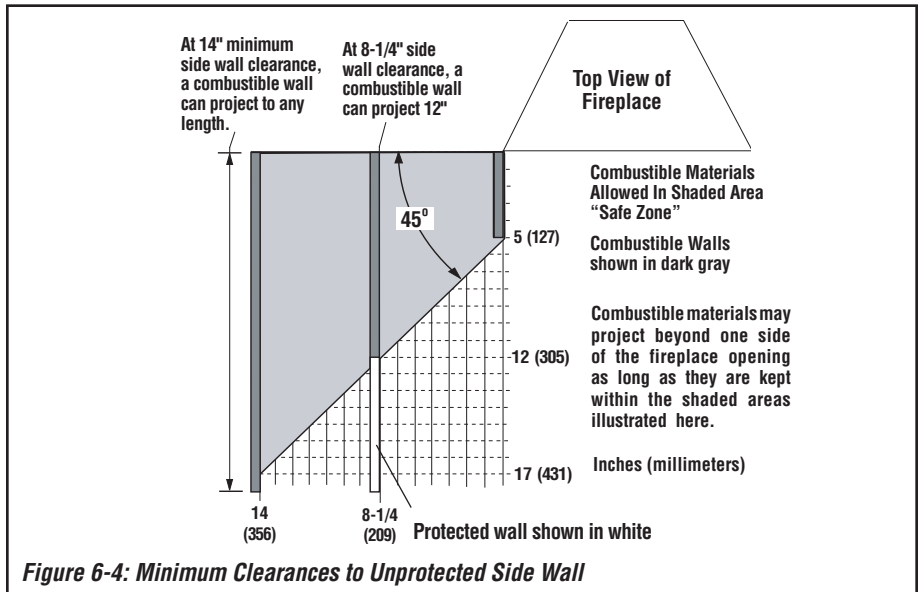 At 14" minimum
side wall clearance,
a combustible wall
can project to any
length.
At 8-1/4" side
wall clearance, a
combustible wall
can project 12"
Top View of
Fireplace
Combustible Materials
Allowed In Shaded Area
“Safe Zone”
45°
5 (127)
Combustible Walls
shown in dark gray
Combustible materials may
project beyond one side
of the fireplace opening
as long as they are kept
within the shaded areas
illustrated here.
12 (305)
Inches (millimeters)
17 (431)
14
(356)
8-1/4
(209)
Protected wall shown in white
Figure 6-4: Minimum Clearances to Unprotected Side Wall